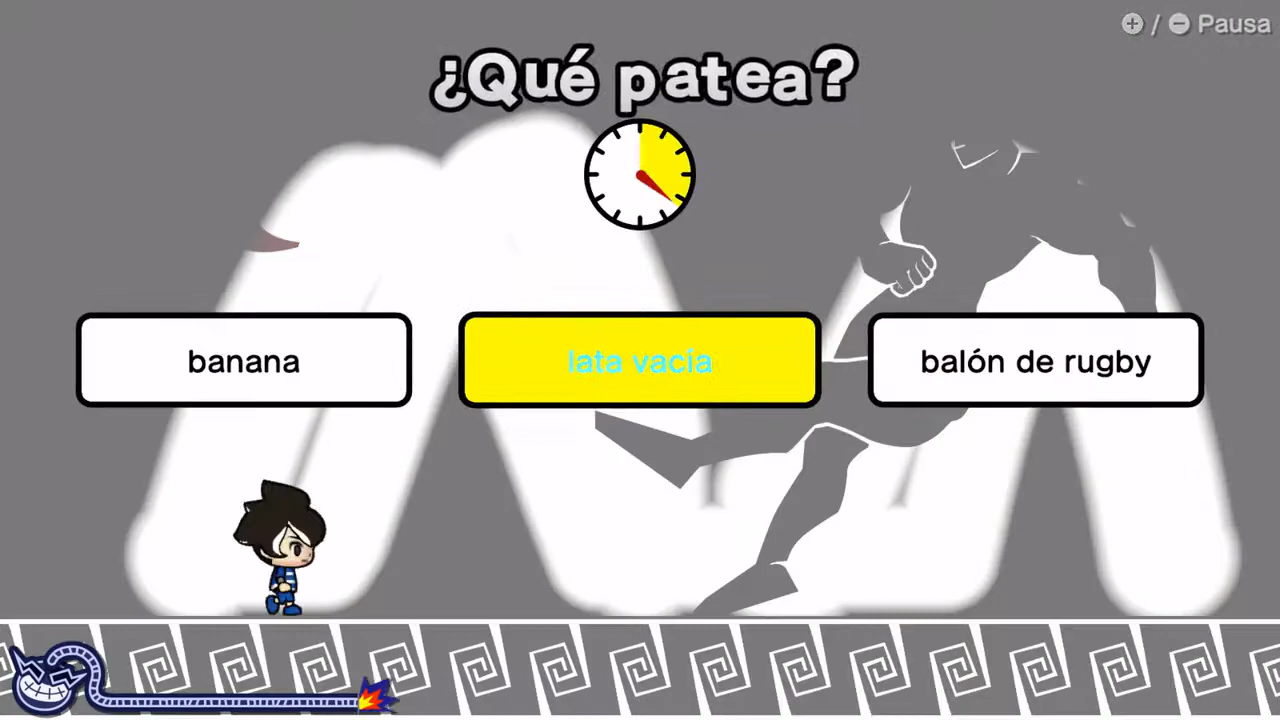 + / - Pausa
¿Qué patea?
banana
lata vacía
balón de rugby